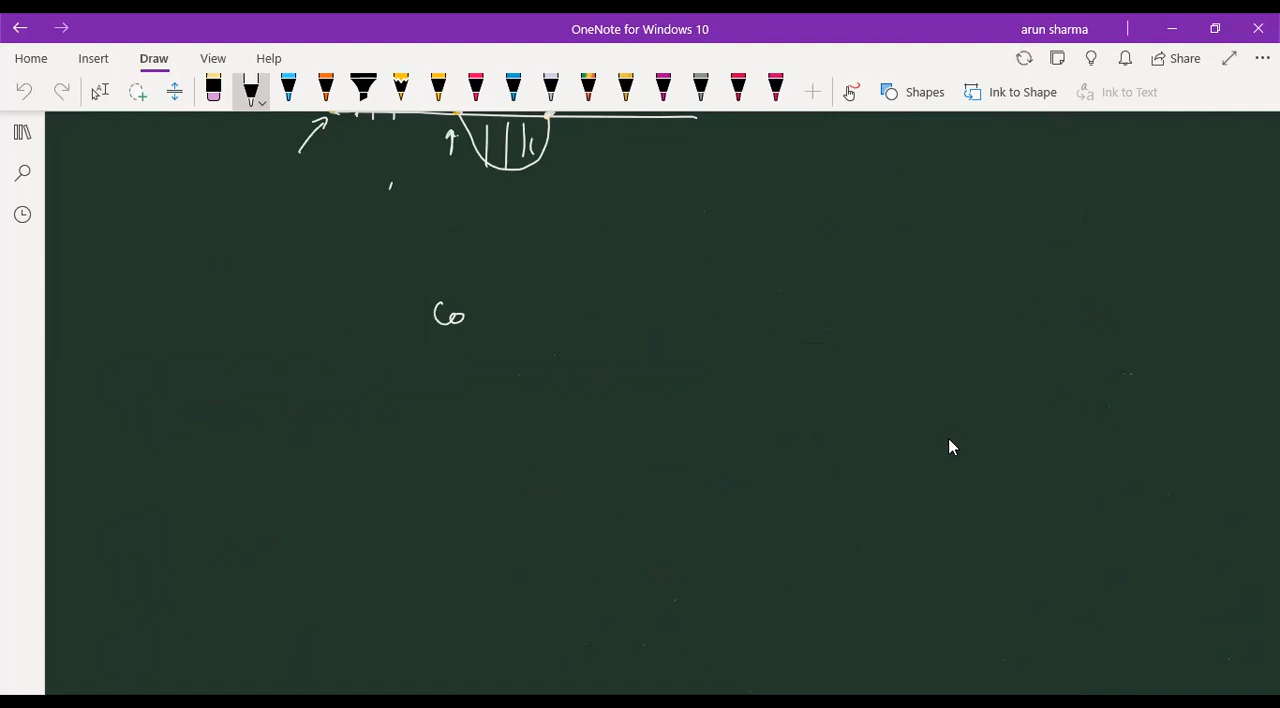 OneNote for Windows 10
arun sharma
Home Insert Draw View Help
Share
Shapes Ink to Shape Ink to Text
Co